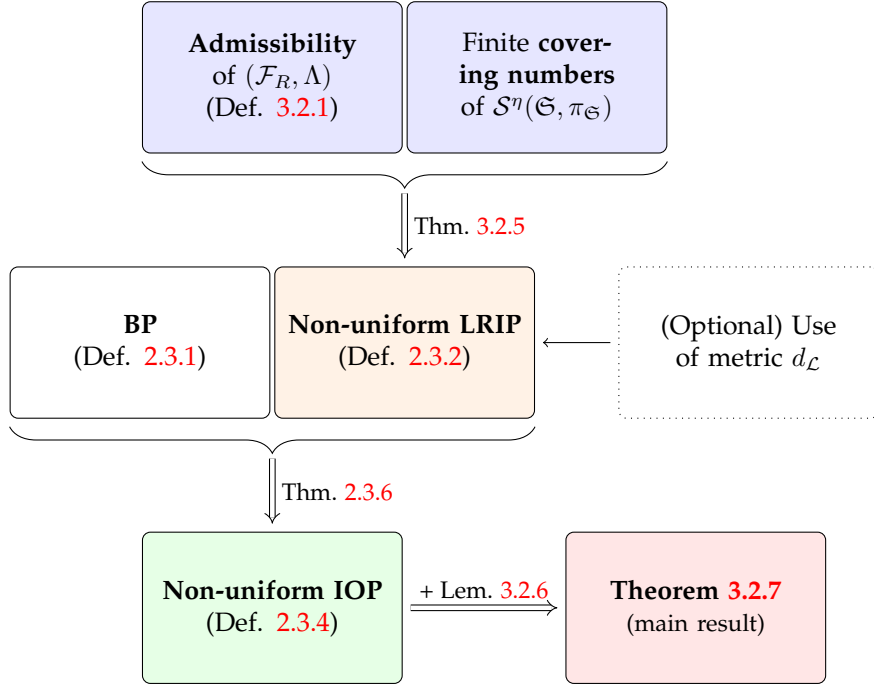 Admissibility
of (𝓕_R, Λ)
(Def. 3.2.1)
Finite cover-
ing numbers
of 𝒮^η(𝔖, π_𝔖)
Thm. 3.2.5
BP
(Def. 2.3.1)
Non-uniform LRIP
(Def. 2.3.2)
(Optional) Use
of metric d_ℒ
Thm. 2.3.6
Non-uniform IOP
(Def. 2.3.4)
+ Lem. 3.2.6
Theorem 3.2.7
(main result)